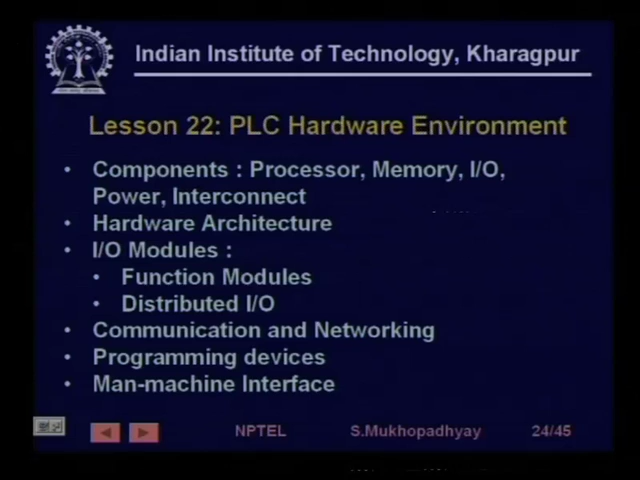 Indian Institute of Technology, Kharagpur
Lesson 22: PLC Hardware Environment
• Components : Processor, Memory, I/O,
Power, Interconnect
• Hardware Architecture
• I/O Modules :
• Function Modules
• Distributed I/O
• Communication and Networking
• Programming devices
• Man-machine Interface
NPTEL S.Mukhopadhyay 24/45